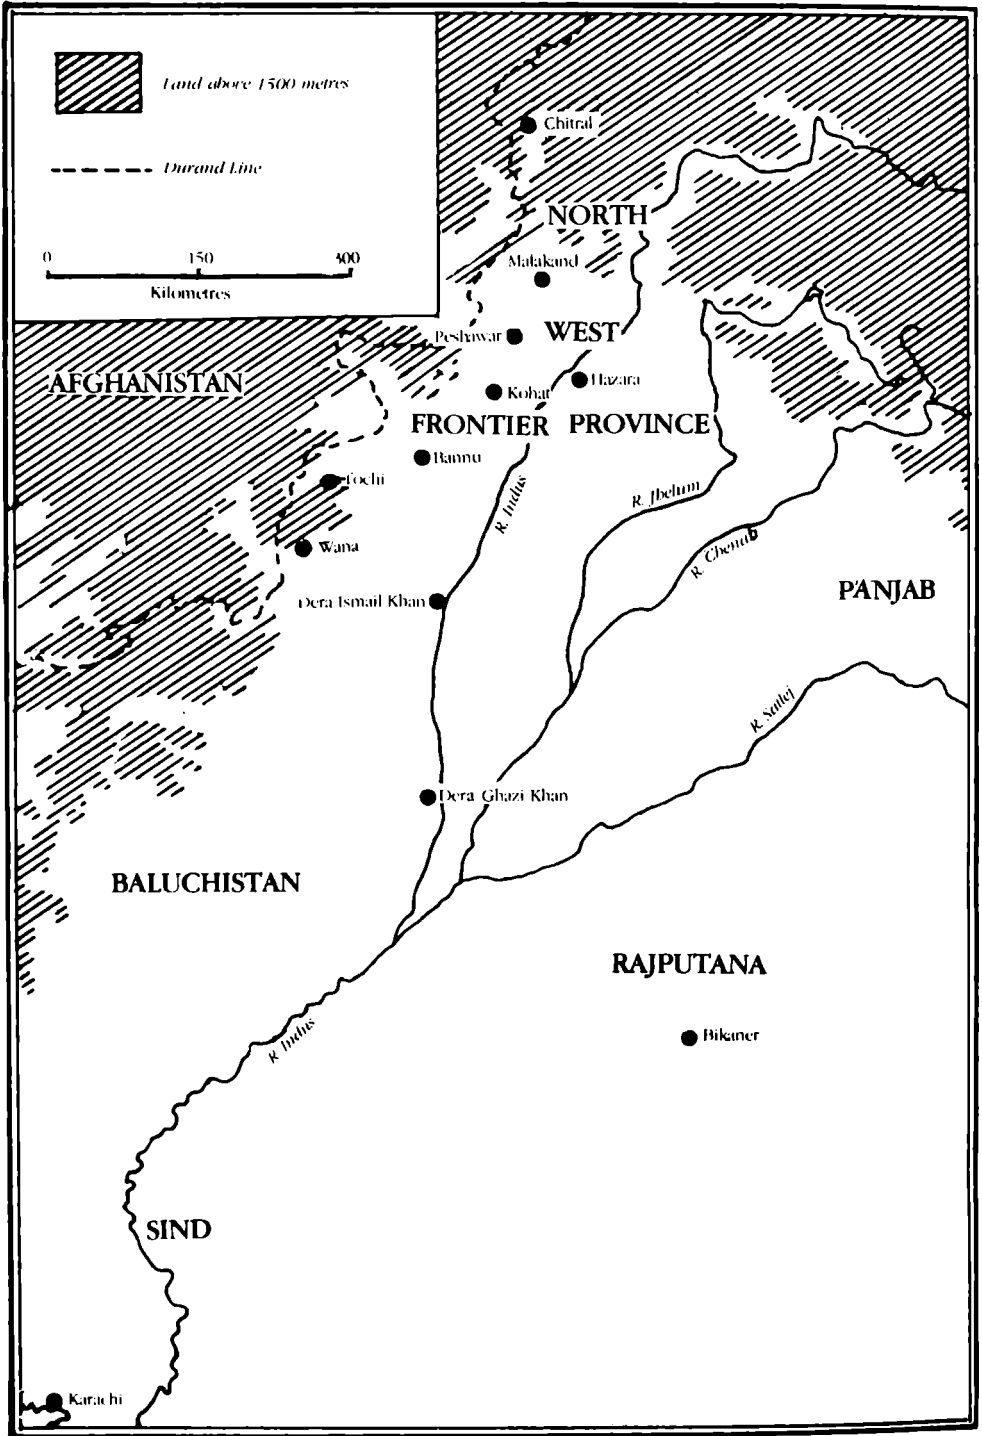 Land above 1500 metres
Durand Line
0 150 300
Kilometres
Chitral
NORTH
Malakand
Peshawar
WEST
AFGHANISTAN
Hazara
Kohat
FRONTIER PROVINCE
Bannu
Tochi
R. Indus
R. Jhelum
Wana
R. Chenab
PANJAB
Dera Ismail Khan
R. Sutlej
Dera Ghazi Khan
BALUCHISTAN
RAJPUTANA
R. Indus
Bikaner
SIND
Karachi